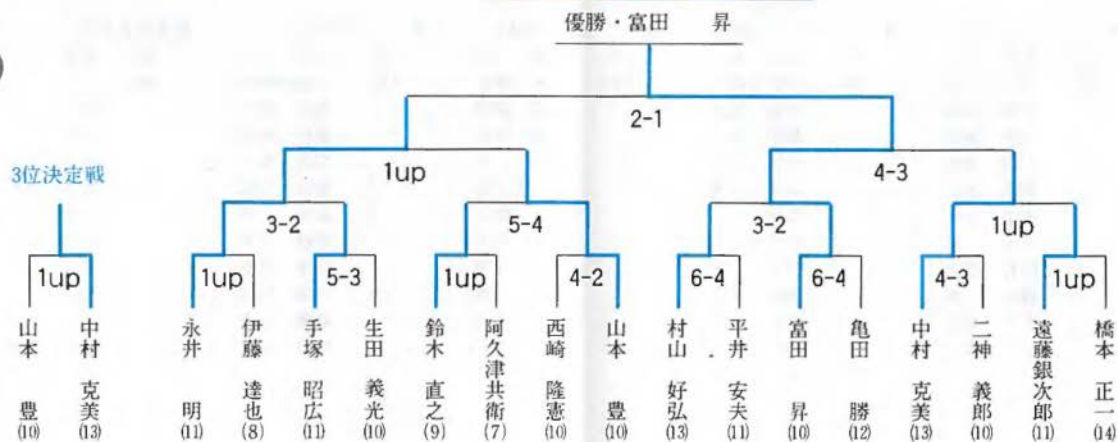 優勝・富田 昇
2-1
1up
4-3
3位決定戦
3-2
5-4
3-2
1up
1up
1up
5-3
1up
4-2
6-4
6-4
4-3
1up
山本 豊(10)
中村 克美(13)
永井 明(11)
伊藤 達也(8)
手塚 昭広(11)
生田 義光(10)
鈴木 直之(9)
阿久津共衛(7)
西崎 隆憲(10)
山本 豊(10)
村山 好弘(13)
平井 安夫(11)
富田 昇(10)
亀田 勝(12)
中村 克美(13)
二神 義郎(10)
遠藤銀次郎(11)
橋本 正一(14)